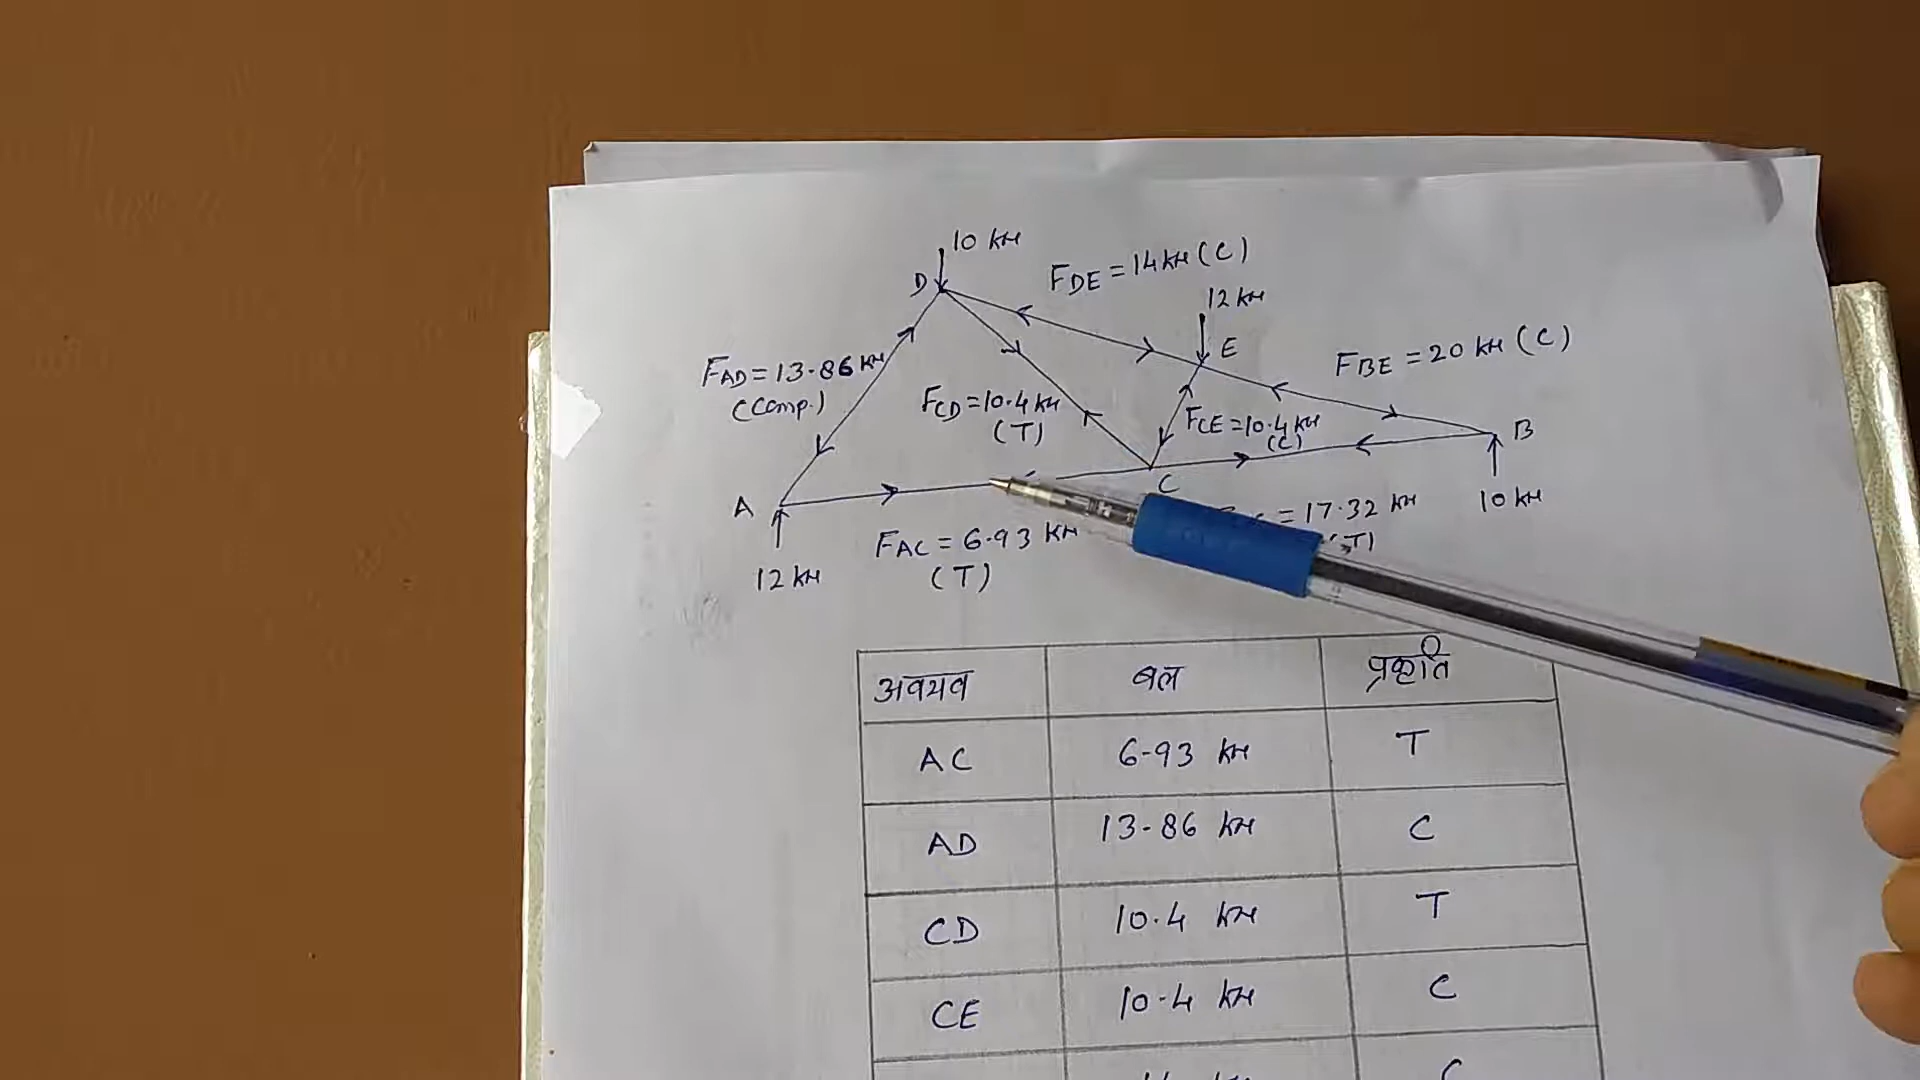 10 kN
D
FDE = 14 kN (C)
12 kN
E
FAD = 13.86 kN
(Comp.)
FCD = 10.4 kN
(T)
FCE = 10.4 kN
(C)
FBE = 20 kN (C)
B
10 kN
A
12 kN
C
FAC = 6.93 kN
(T)
= 17.32 kN
(T)
अवयव बल प्रकृति
AC 6.93 kN T
AD 13.86 kN C
CD 10.4 kN T
CE 10.4 kN C
C